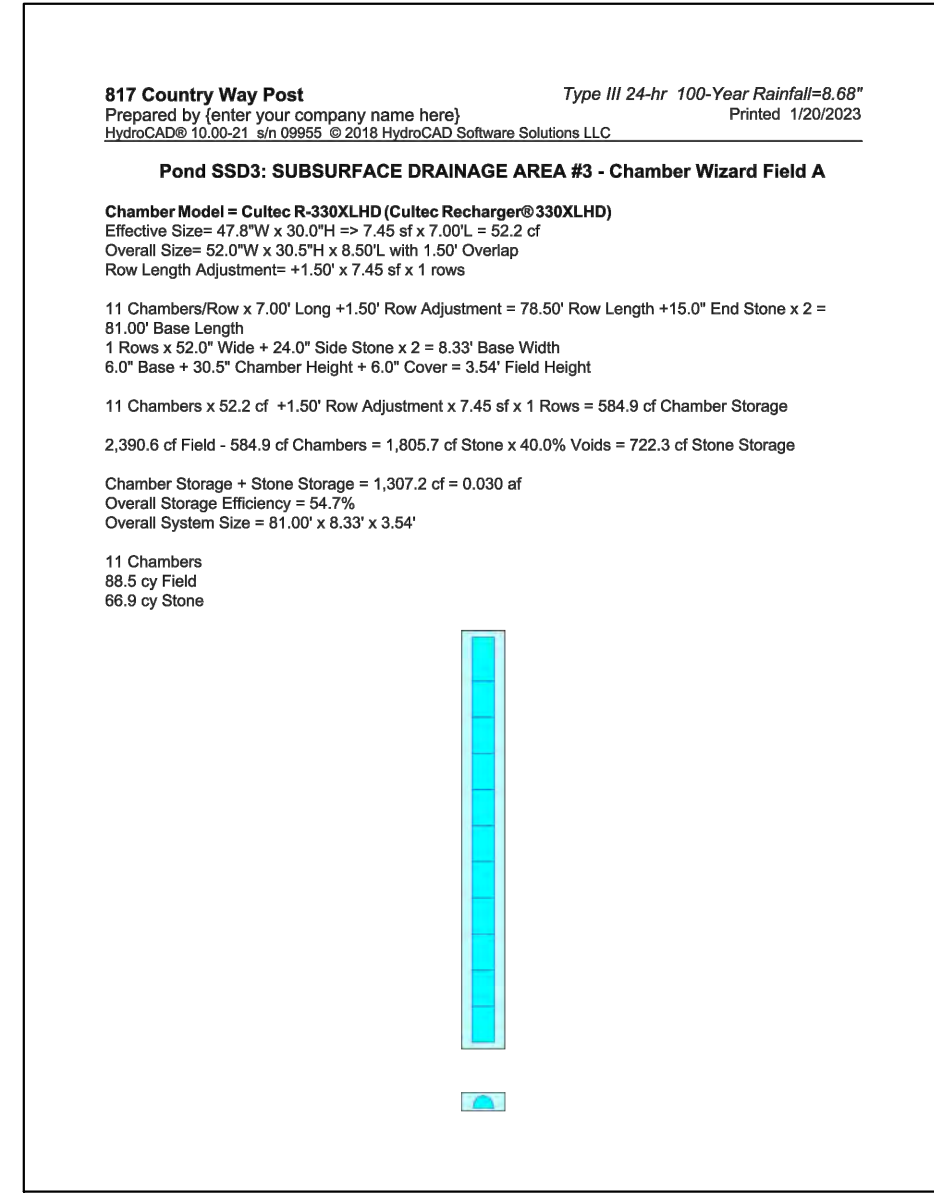 817 Country Way Post
Type III 24-hr 100-Year Rainfall=8.68"
Prepared by {enter your company name here}
Printed 1/20/2023
HydroCAD® 10.00-21 s/n 09955 © 2018 HydroCAD Software Solutions LLC
Pond SSD3: SUBSURFACE DRAINAGE AREA #3 - Chamber Wizard Field A
Chamber Model = Cultec R-330XLHD (Cultec Recharger® 330XLHD)
Effective Size= 47.8"W x 30.0"H => 7.45 sf x 7.00'L = 52.2 cf
Overall Size= 52.0"W x 30.5"H x 8.50'L with 1.50' Overlap
Row Length Adjustment= +1.50' x 7.45 sf x 1 rows
11 Chambers/Row x 7.00' Long +1.50' Row Adjustment = 78.50' Row Length +15.0" End Stone x 2 =
81.00' Base Length
1 Rows x 52.0" Wide + 24.0" Side Stone x 2 = 8.33' Base Width
6.0" Base + 30.5" Chamber Height + 6.0" Cover = 3.54' Field Height
11 Chambers x 52.2 cf +1.50' Row Adjustment x 7.45 sf x 1 Rows = 584.9 cf Chamber Storage
2,390.6 cf Field - 584.9 cf Chambers = 1,805.7 cf Stone x 40.0% Voids = 722.3 cf Stone Storage
Chamber Storage + Stone Storage = 1,307.2 cf = 0.030 af
Overall Storage Efficiency = 54.7%
Overall System Size = 81.00' x 8.33' x 3.54'
11 Chambers
88.5 cy Field
66.9 cy Stone